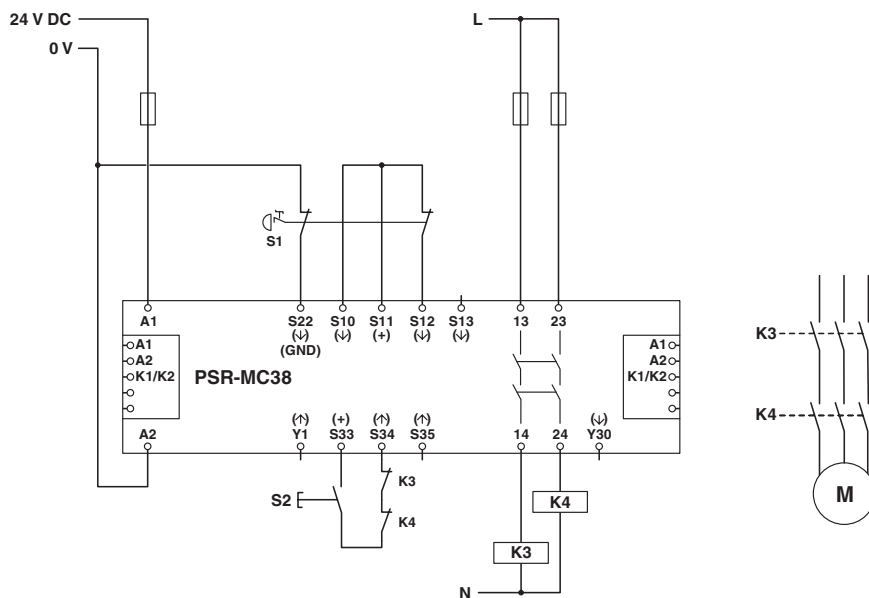 24 V DC
L
0 V
S1
A1
S22
S10
S11
S12
S13
13
23
(↓)
(↓)
(+)
(↓)
(↓)
(GND)
A1
A2
K1/K2
PSR-MC38
A1
A2
K1/K2
K3
K4
A2
(↑)
(+)
(↑)
(↑)
(↓)
Y1
S33
S34
S35
14
24
Y30
K3
S2
K4
K4
K3
M
N